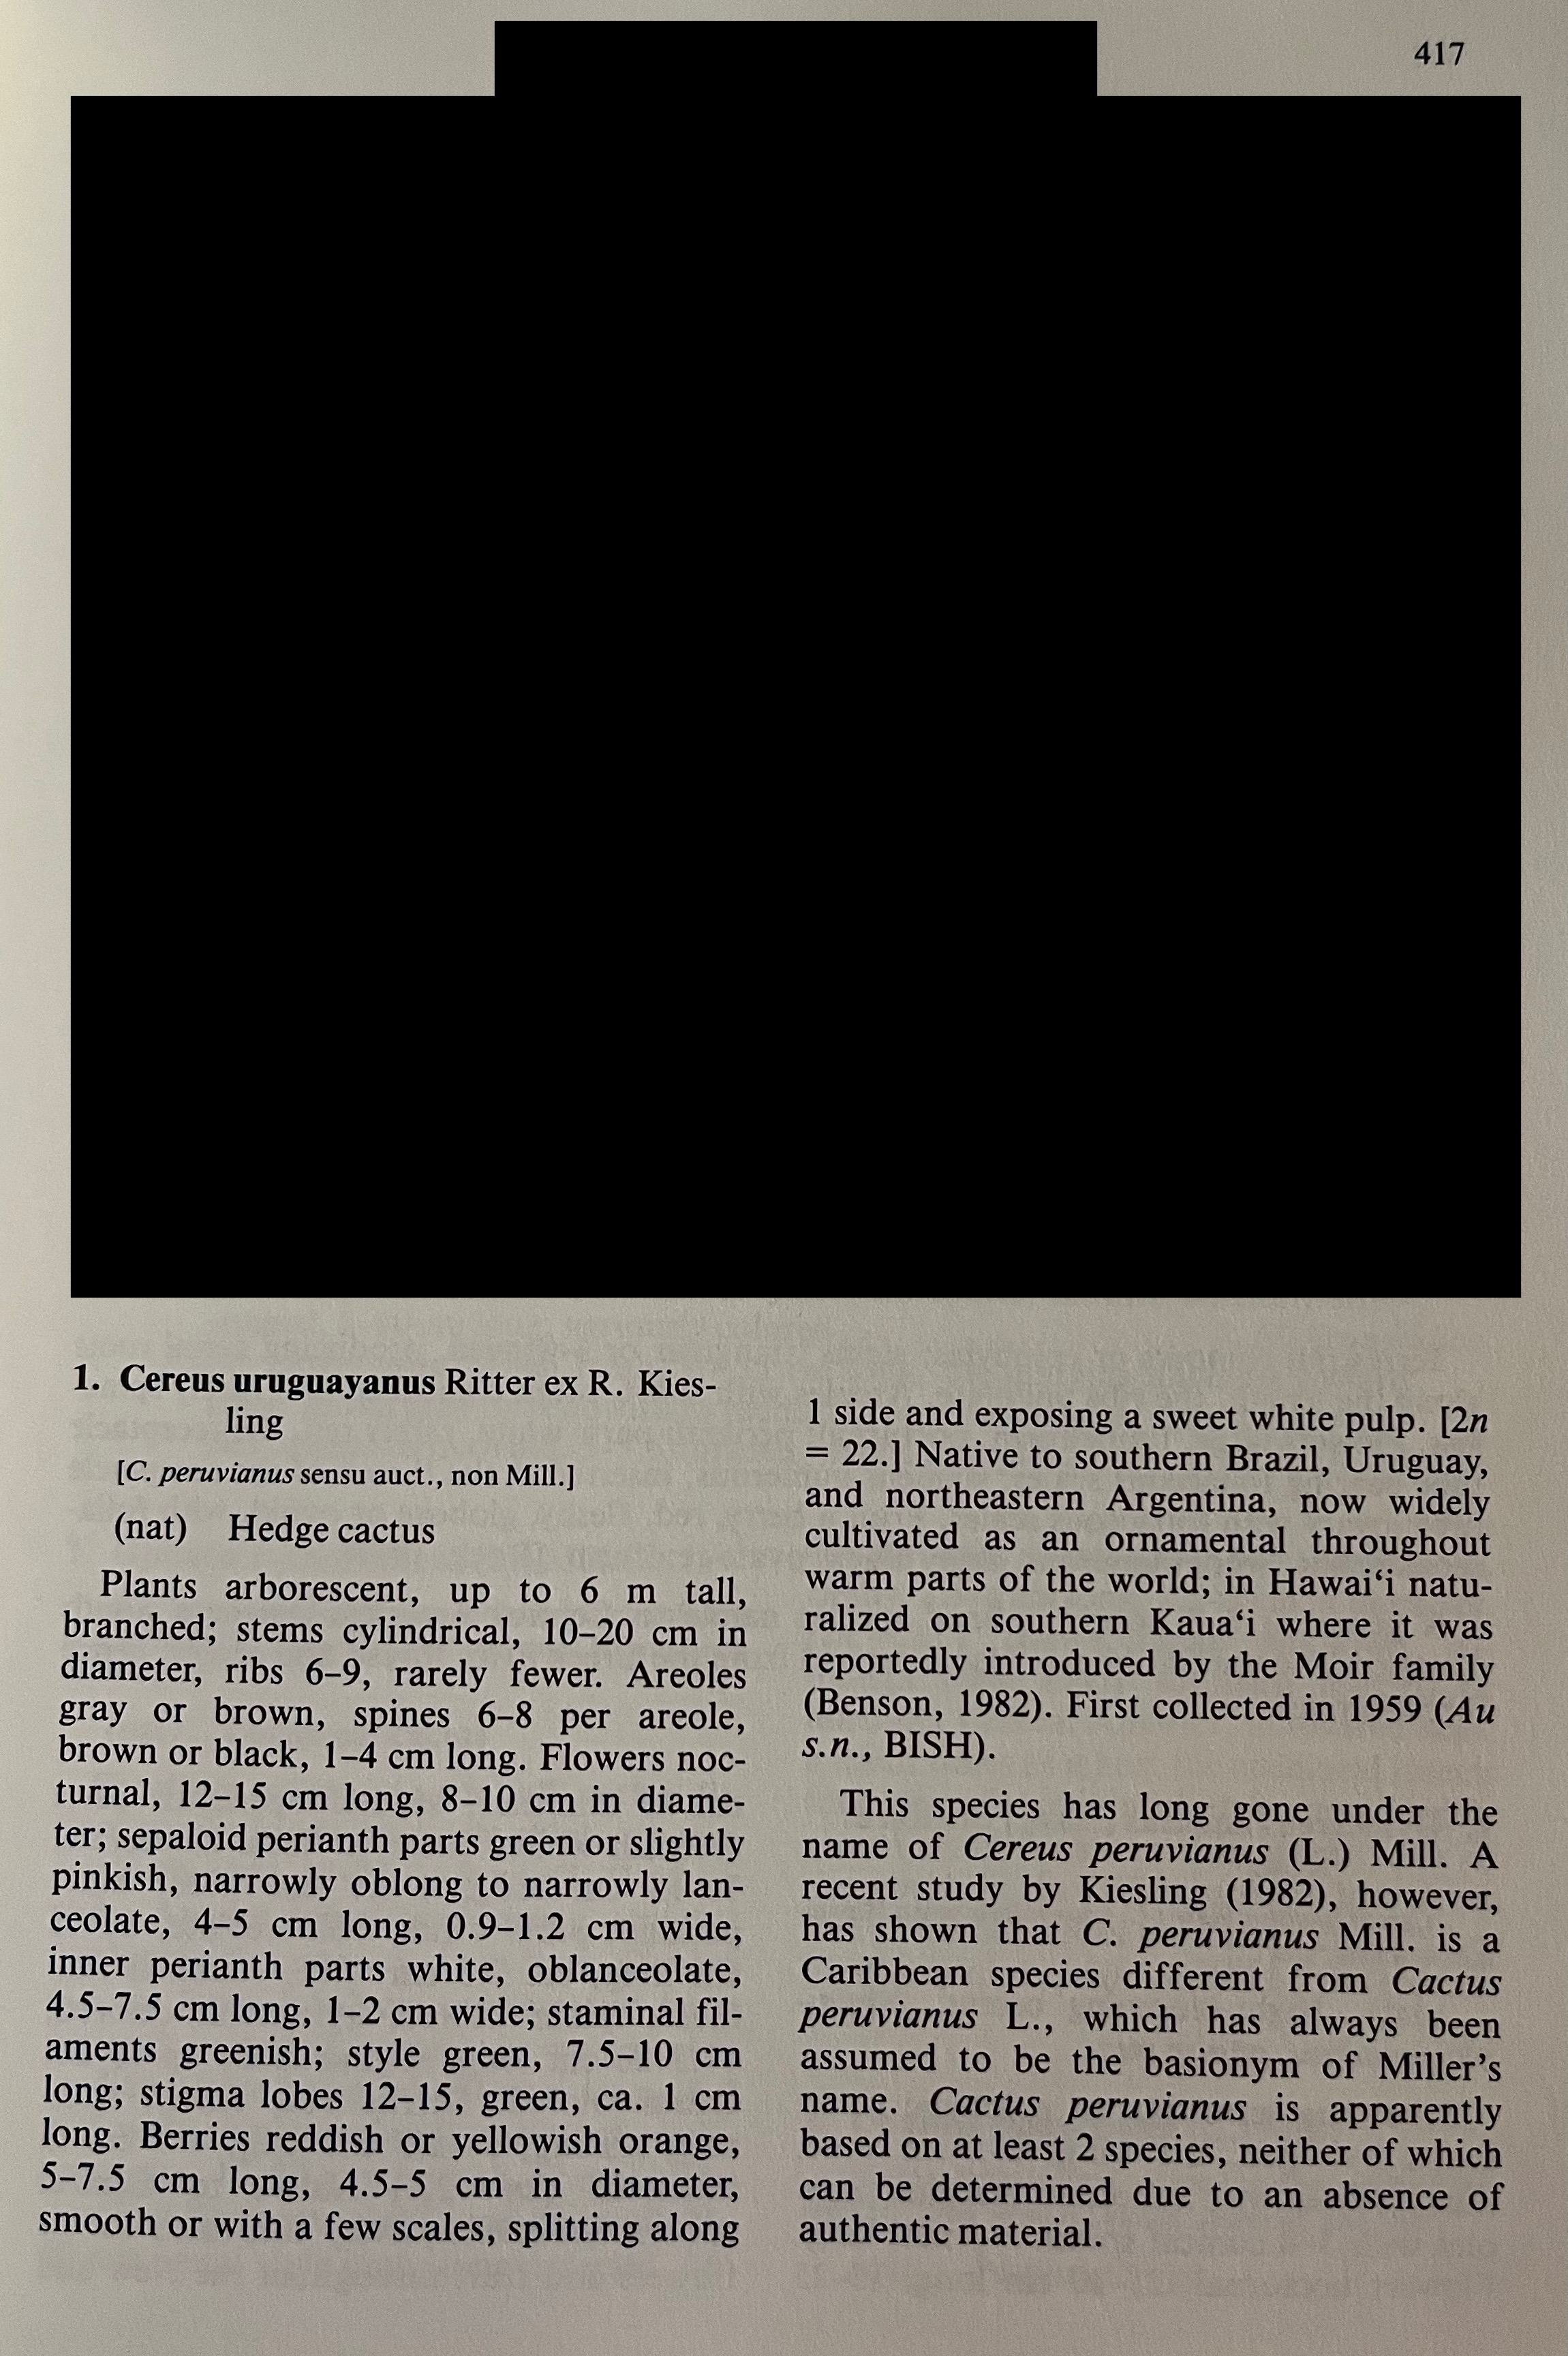 417
1. Cereus uruguayanus Ritter ex R. Kies-
ling
[C. peruvianus sensu auct., non Mill.]
(nat) Hedge cactus
Plants arborescent, up to 6 m tall,
branched; stems cylindrical, 10–20 cm in
diameter, ribs 6–9, rarely fewer. Areoles
gray or brown, spines 6–8 per areole,
brown or black, 1–4 cm long. Flowers noc-
turnal, 12–15 cm long, 8–10 cm in diame-
ter; sepaloid perianth parts green or slightly
pinkish, narrowly oblong to narrowly lan-
ceolate, 4–5 cm long, 0.9–1.2 cm wide,
inner perianth parts white, oblanceolate,
4.5–7.5 cm long, 1–2 cm wide; staminal fil-
aments greenish; style green, 7.5–10 cm
long; stigma lobes 12–15, green, ca. 1 cm
long. Berries reddish or yellowish orange,
5–7.5 cm long, 4.5–5 cm in diameter,
smooth or with a few scales, splitting along
1 side and exposing a sweet white pulp. [2n
= 22.] Native to southern Brazil, Uruguay,
and northeastern Argentina, now widely
cultivated as an ornamental throughout
warm parts of the world; in Hawai‘i natu-
ralized on southern Kaua‘i where it was
reportedly introduced by the Moir family
(Benson, 1982). First collected in 1959 (Au
s.n., BISH).
This species has long gone under the
name of Cereus peruvianus (L.) Mill. A
recent study by Kiesling (1982), however,
has shown that C. peruvianus Mill. is a
Caribbean species different from Cactus
peruvianus L., which has always been
assumed to be the basionym of Miller’s
name. Cactus peruvianus is apparently
based on at least 2 species, neither of which
can be determined due to an absence of
authentic material.